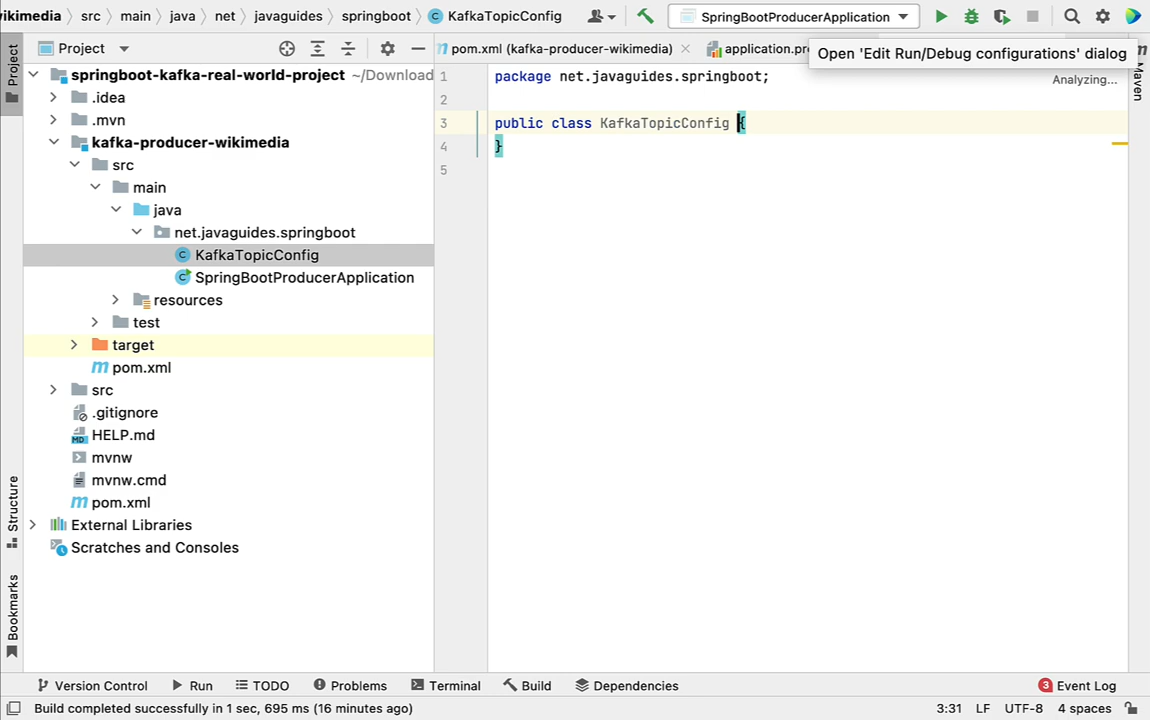 wikimedia src main java net javaguides springboot KafkaTopicConfig SpringBootProducerApplication
Project pom.xml (kafka-producer-wikimedia) application.pro
Open 'Edit Run/Debug configurations' dialog
Project
Maven
springboot-kafka-real-world-project ~/Download
.idea
.mvn
kafka-producer-wikimedia
src
main
java
net.javaguides.springboot
KafkaTopicConfig
SpringBootProducerApplication
resources
test
target
pom.xml
src
.gitignore
HELP.md
mvnw
mvnw.cmd
pom.xml
External Libraries
Scratches and Consoles
1 package net.javaguides.springboot;
2
3 public class KafkaTopicConfig {
4 }
5
Analyzing...
Structure
Bookmarks
Version Control Run TODO Problems Terminal Build Dependencies 3 Event Log
Build completed successfully in 1 sec, 695 ms (16 minutes ago) 3:31 LF UTF-8 4 spaces